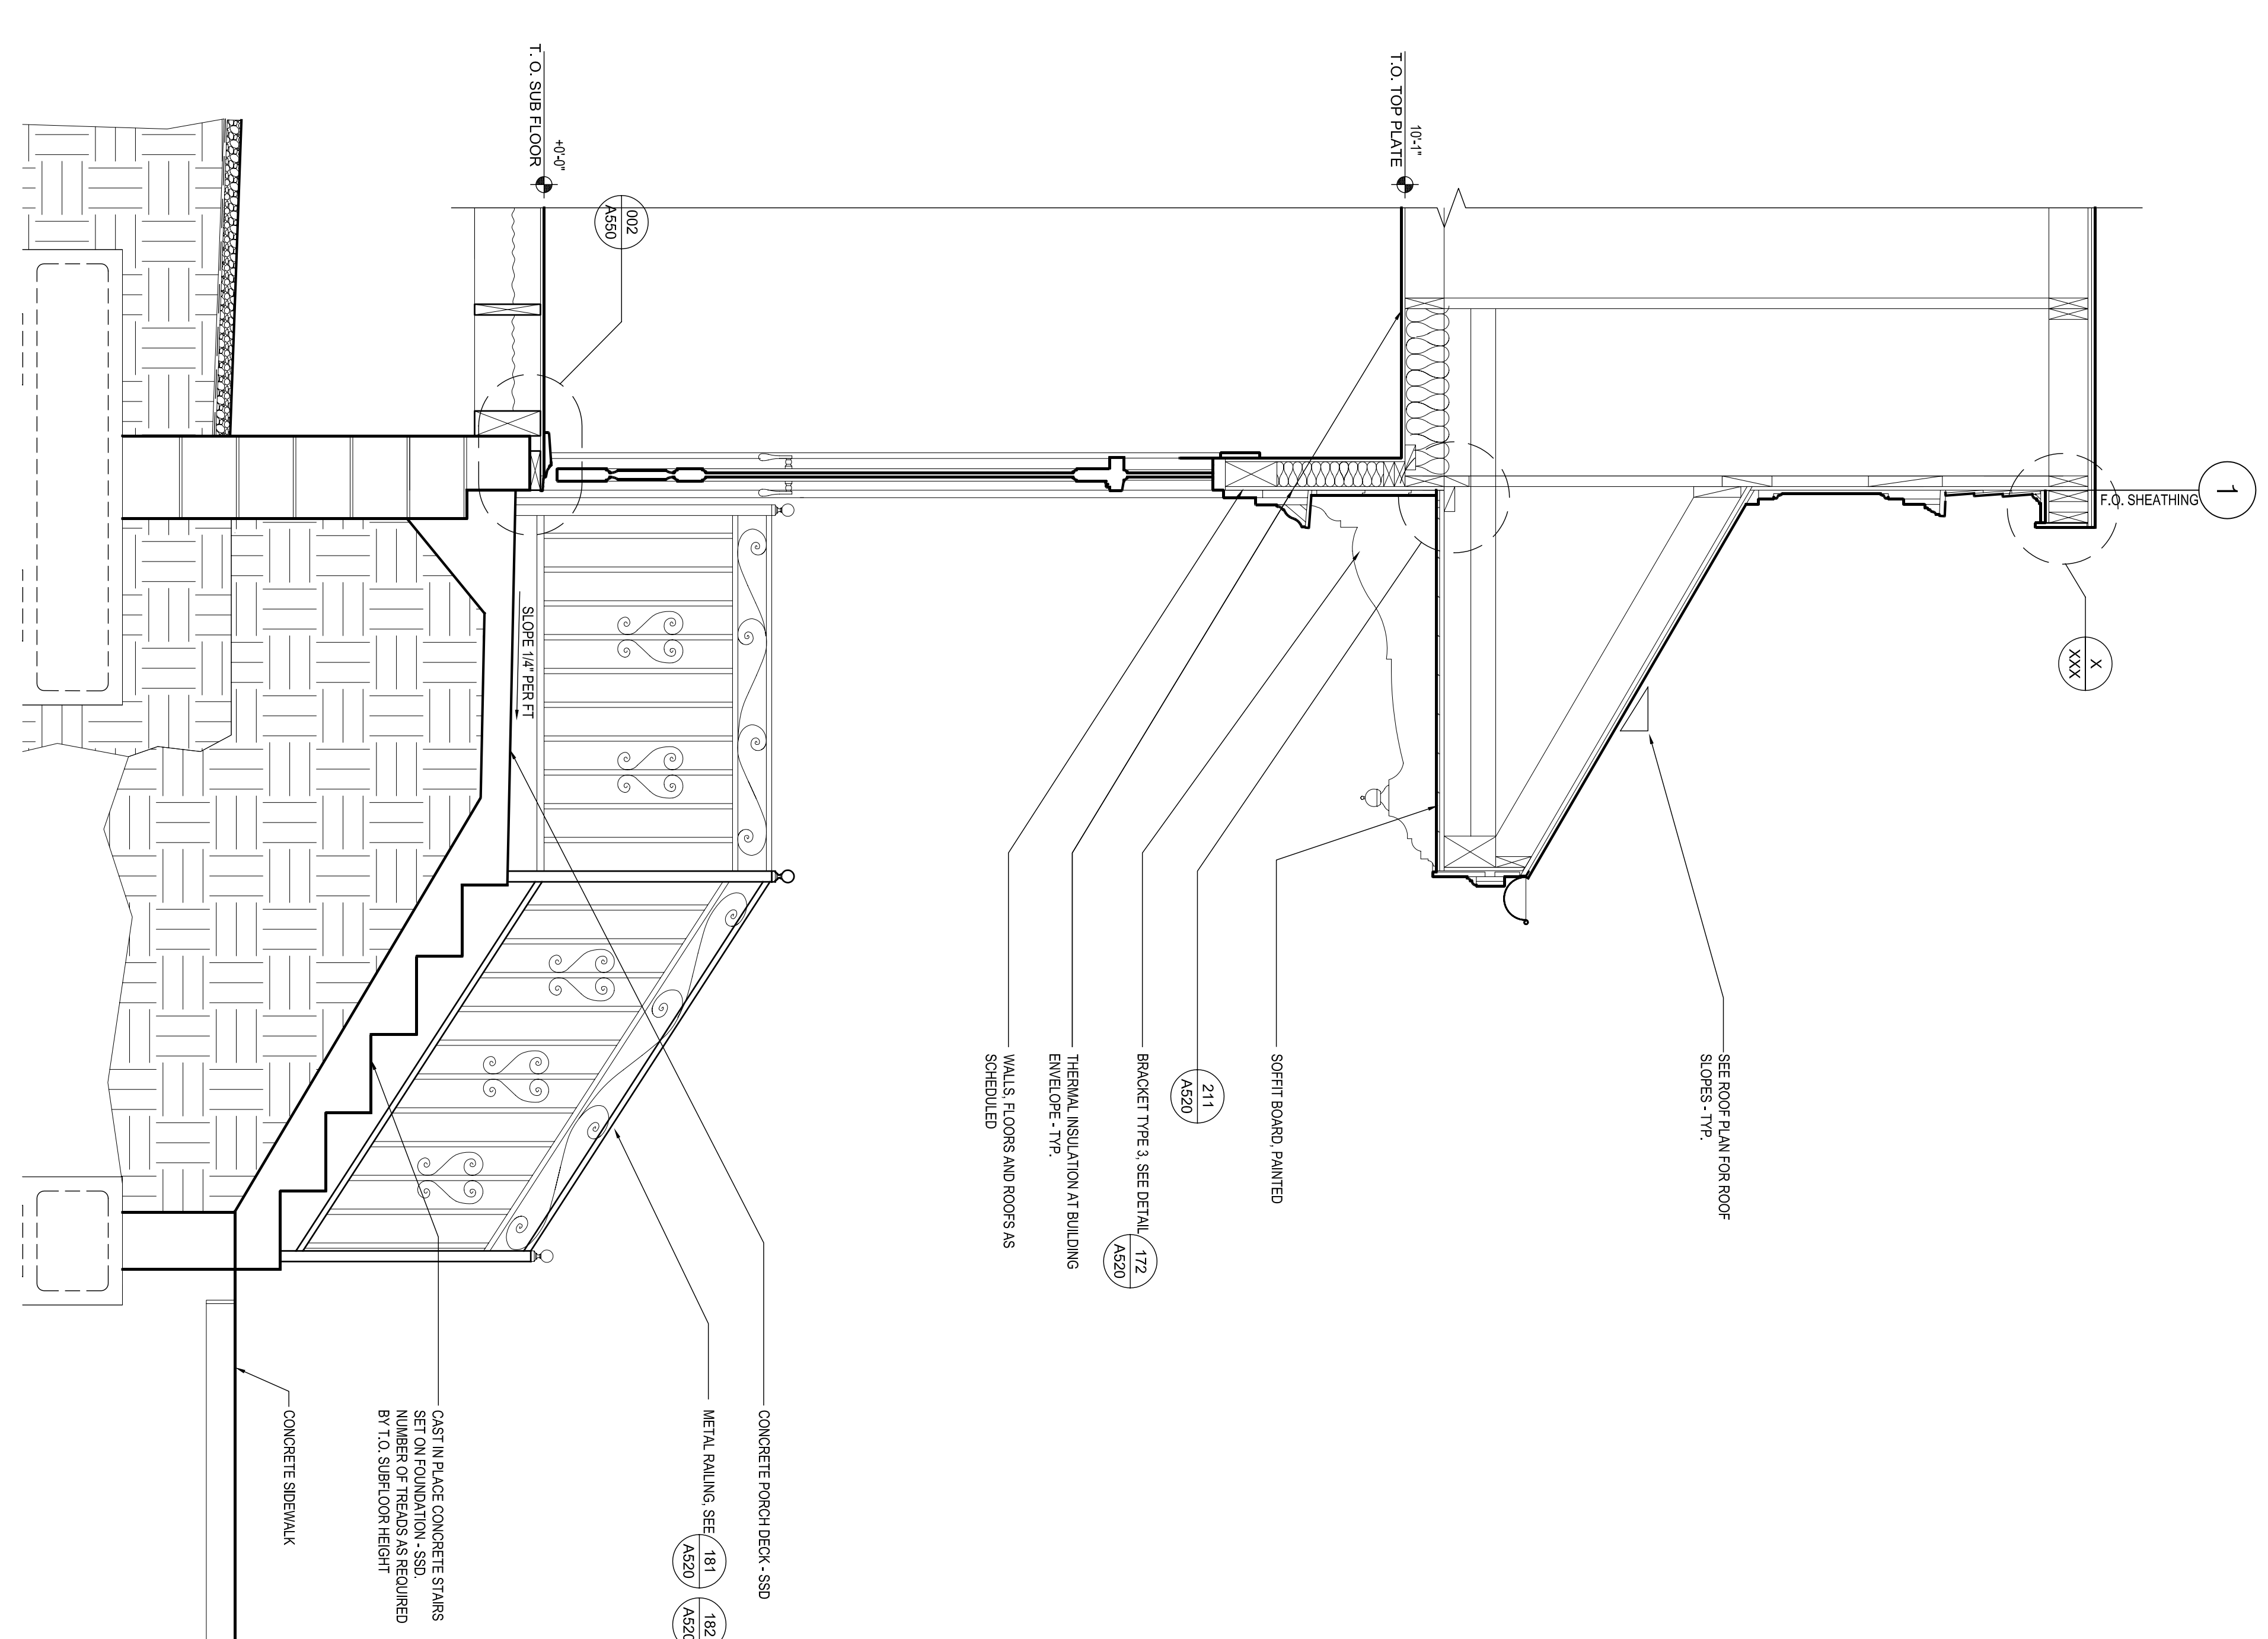 1
F.O. SHEATHING
X
XXX
SEE ROOF PLAN FOR ROOF
SLOPES - TYP.
10'-1"
T.O. TOP PLATE
SOFFIT BOARD, PAINTED
211
A520
BRACKET TYPE 3, SEE DETAIL
172
A520
THERMAL INSULATION AT BUILDING
ENVELOPE - TYP.
WALLS, FLOORS AND ROOFS AS
SCHEDULED
002
A550
+0'-0"
T. O. SUB FLOOR
SLOPE 1/4" PER FT
CONCRETE PORCH DECK - SSD
METAL RAILING, SEE
181
A520
182
A520
CAST IN PLACE CONCRETE STAIRS
SET ON FOUNDATION - SSD.
NUMBER OF TREADS AS REQUIRED
BY T.O. SUBFLOOR HEIGHT
CONCRETE SIDEWALK